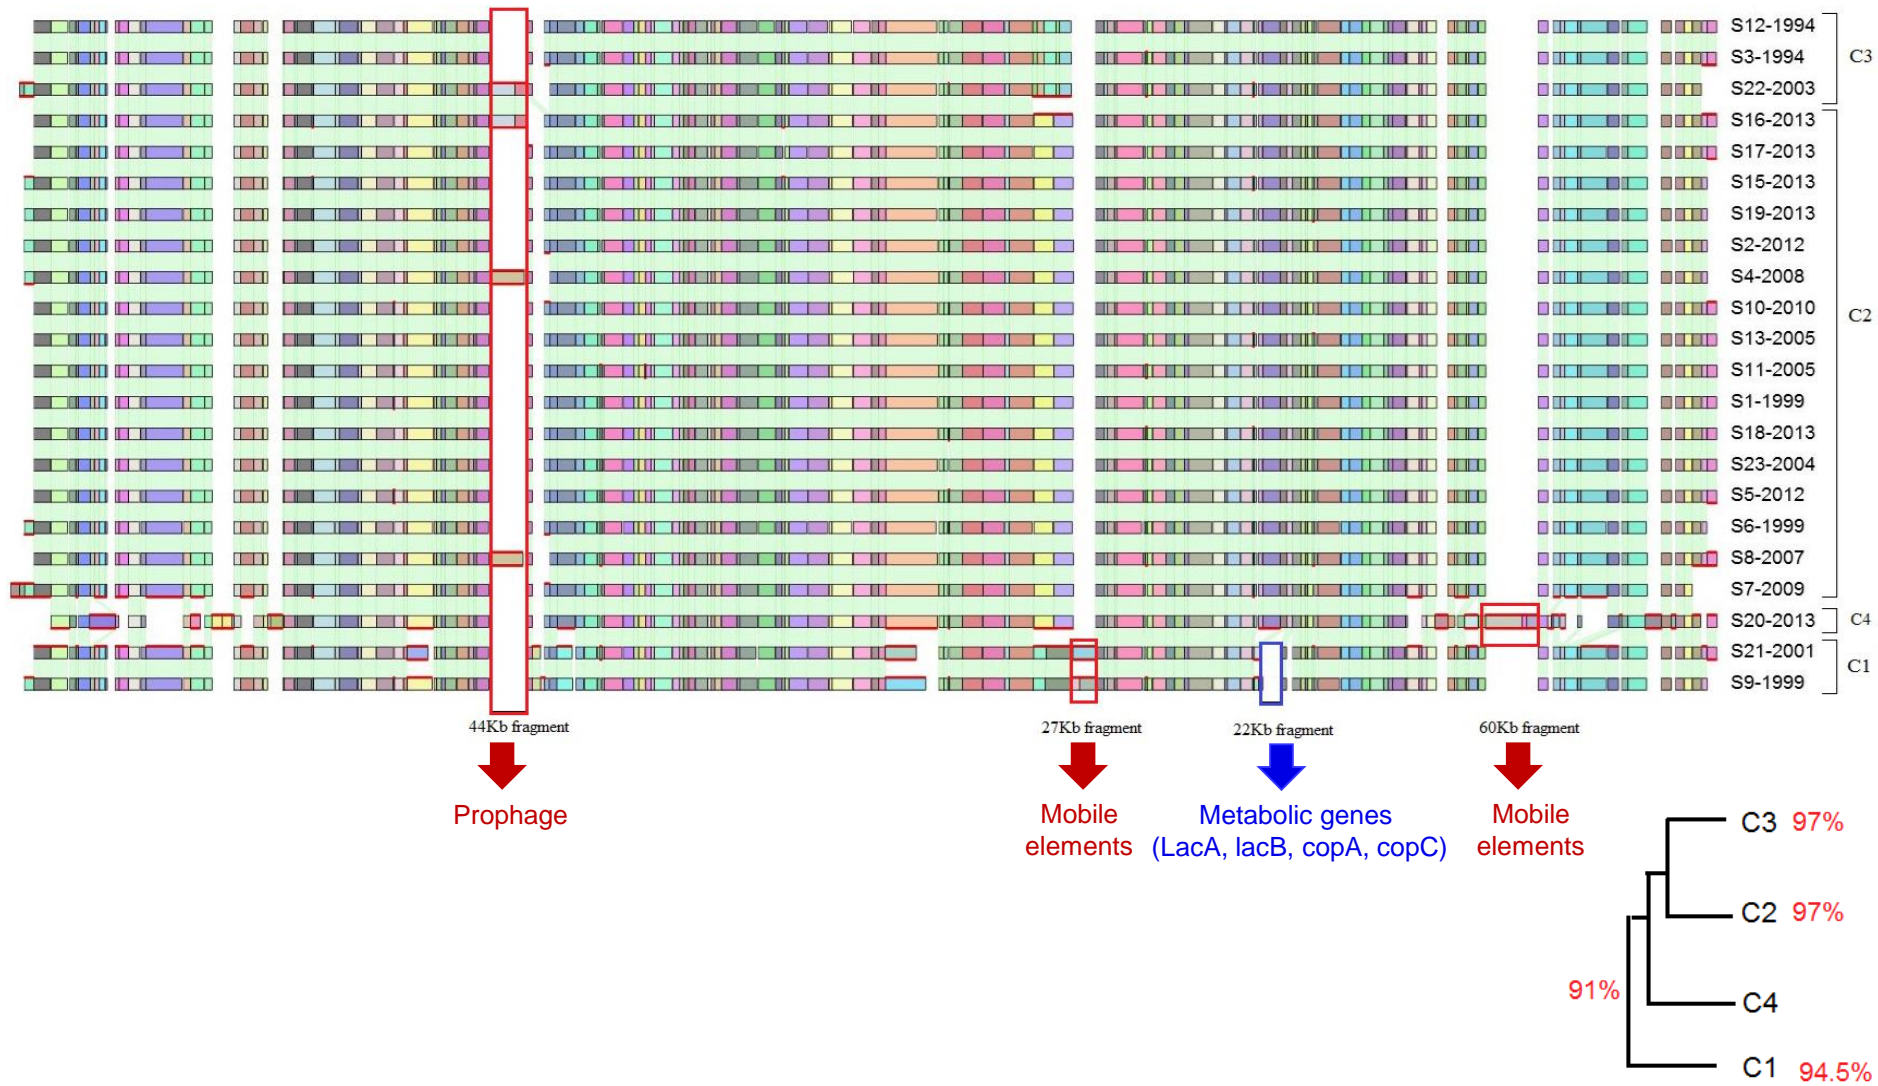 S12-1994
S3-1994
C3
S22-2003
S16-2013
S17-2013
S15-2013
S19-2013
S2-2012
S4-2008
S10-2010
C2
S13-2005
S11-2005
S1-1999
S18-2013
S23-2004
S5-2012
S6-1999
S8-2007
S7-2009
S20-2013
C4
S21-2001
C1
S9-1999
44Kb fragment
27Kb fragment
22Kb fragment
60Kb fragment
Prophage
Mobile
elements
Metabolic genes
(LacA, lacB, copA, copC)
Mobile
elements
C3 97%
C2 97%
91%
C4
C1 94.5%